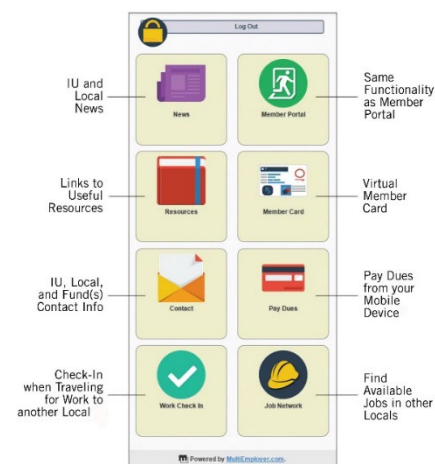 Log Out
IU and
Local
News
News
Member Portal
Same
Functionality
as Member
Portal
Links to
Useful
Resources
Resources
Member Card
Virtual
Member
Card
IU, Local,
and Fund(s)
Contact Info
Contact
Pay Dues
Pay Dues
from your
Mobile
Device
Check-In
when Traveling
for Work to
another Local
Work Check In
Job Network
Find
Available
Jobs in other
Locals
Powered by MultiEmployer.com.